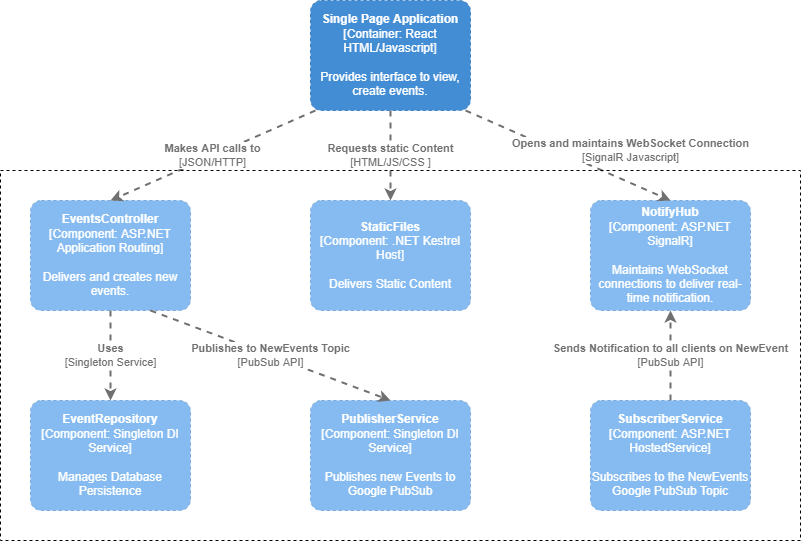 Single Page Application
[Container: React
HTML/Javascript]
Provides interface to view,
create events.
Makes API calls to
[JSON/HTTP]
Requests static Content
[HTML/JS/CSS ]
Opens and maintains WebSocket Connection
[SignalR Javascript]
EventsController
[Component: ASP.NET
Application Routing]
Delivers and creates new
events.
StaticFiles
[Component: .NET Kestrel
Host]
Delivers Static Content
NotifyHub
[Component: ASP.NET
SignalR]
Maintains WebSocket
connections to deliver real-
time notification.
Uses
[Singleton Service]
Publishes to NewEvents Topic
[PubSub API]
Sends Notification to all clients on NewEvent
[PubSub API]
EventRepository
[Component: Singleton DI
Service]
Manages Database
Persistence
PublisherService
[Component: Singleton DI
Service]
Publishes new Events to
Google PubSub
SubscriberService
[Component: ASP.NET
HostedService]
Subscribes to the NewEvents
Google PubSub Topic